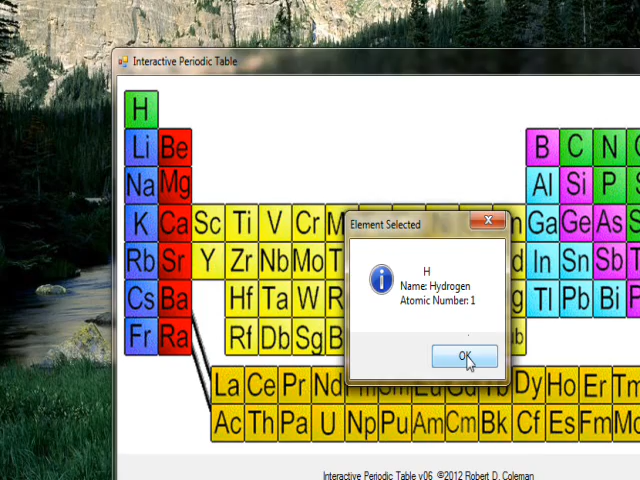 Interactive Periodic Table
H
Li Be B C N
Na Mg Al Si P
K Ca Sc Ti V Cr Ga Ge As
Rb Sr Y Zr Nb Mo In Sn Sb
Cs Ba Hf Ta W Tl Pb Bi
Fr Ra Rf Db Sg
La Ce Pr Nd Dy Ho Er Tm
Ac Th Pa U Np Pu Am Cm Bk Cf Es Fm
Element Selected
H
Name: Hydrogen
Atomic Number: 1
OK
Interactive Periodic Table v06 ©2012 Robert D. Coleman